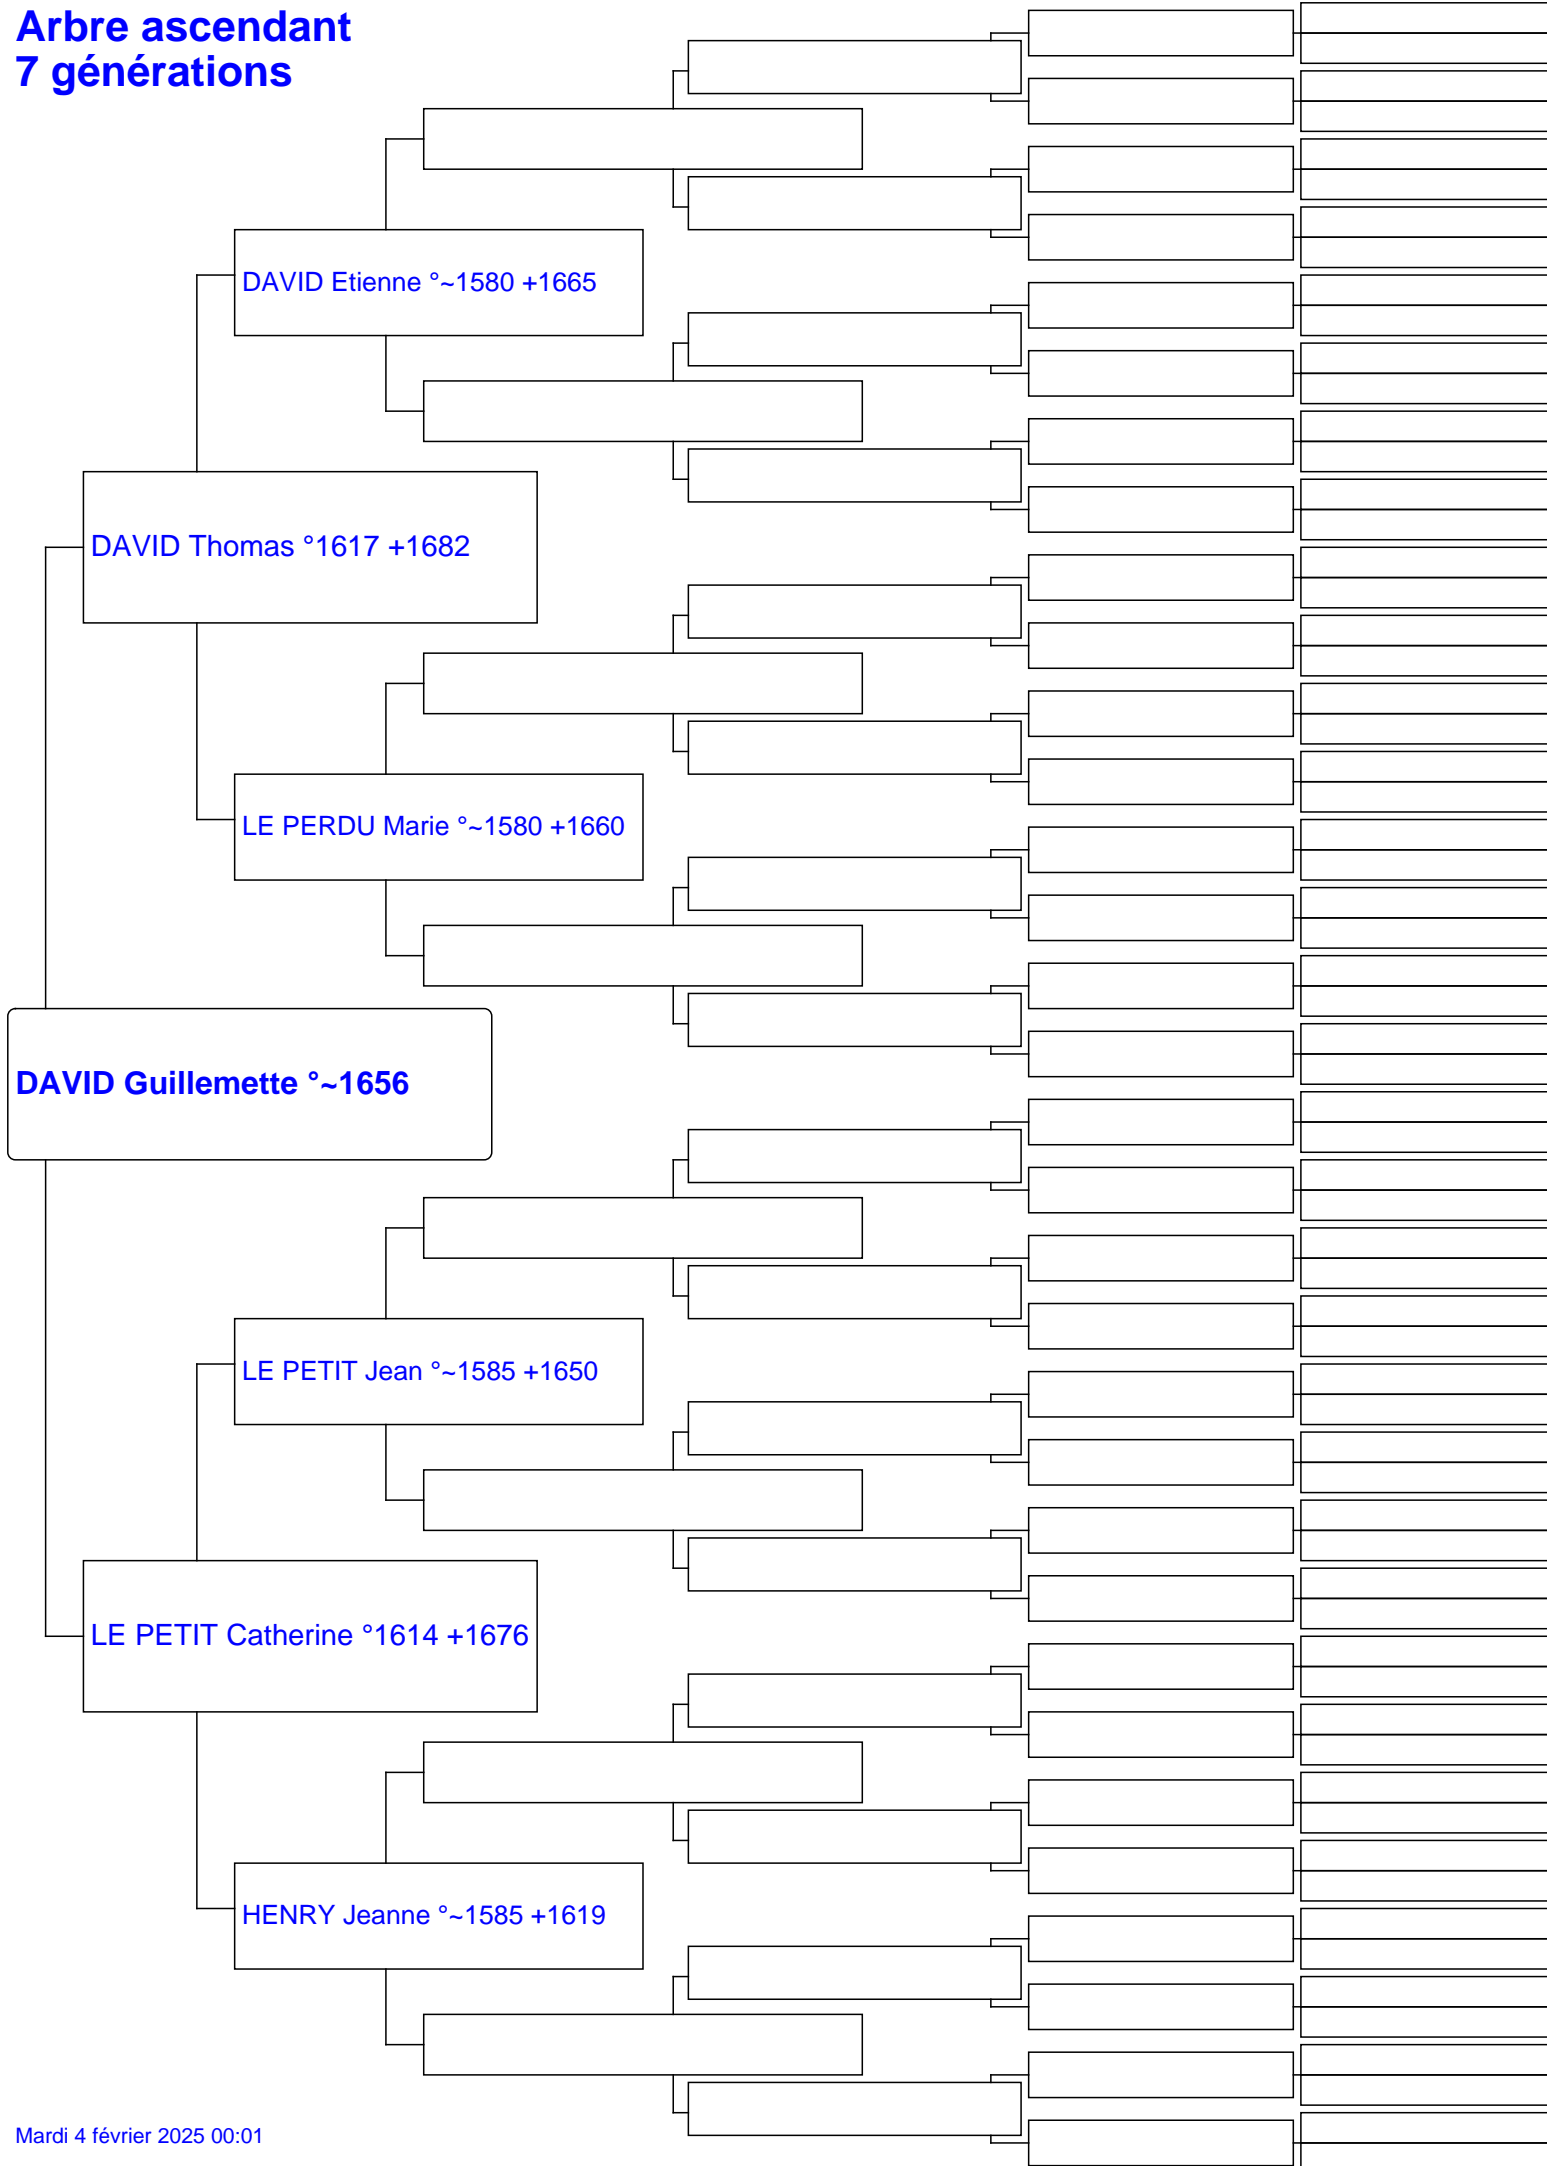 Arbre ascendant
7 générations
DAVID Etienne °~1580 +1665
DAVID Thomas °1617 +1682
LE PERDU Marie °~1580 +1660
DAVID Guillemette °~1656
LE PETIT Jean °~1585 +1650
LE PETIT Catherine °1614 +1676
HENRY Jeanne °~1585 +1619
Mardi 4 février 2025 00:01